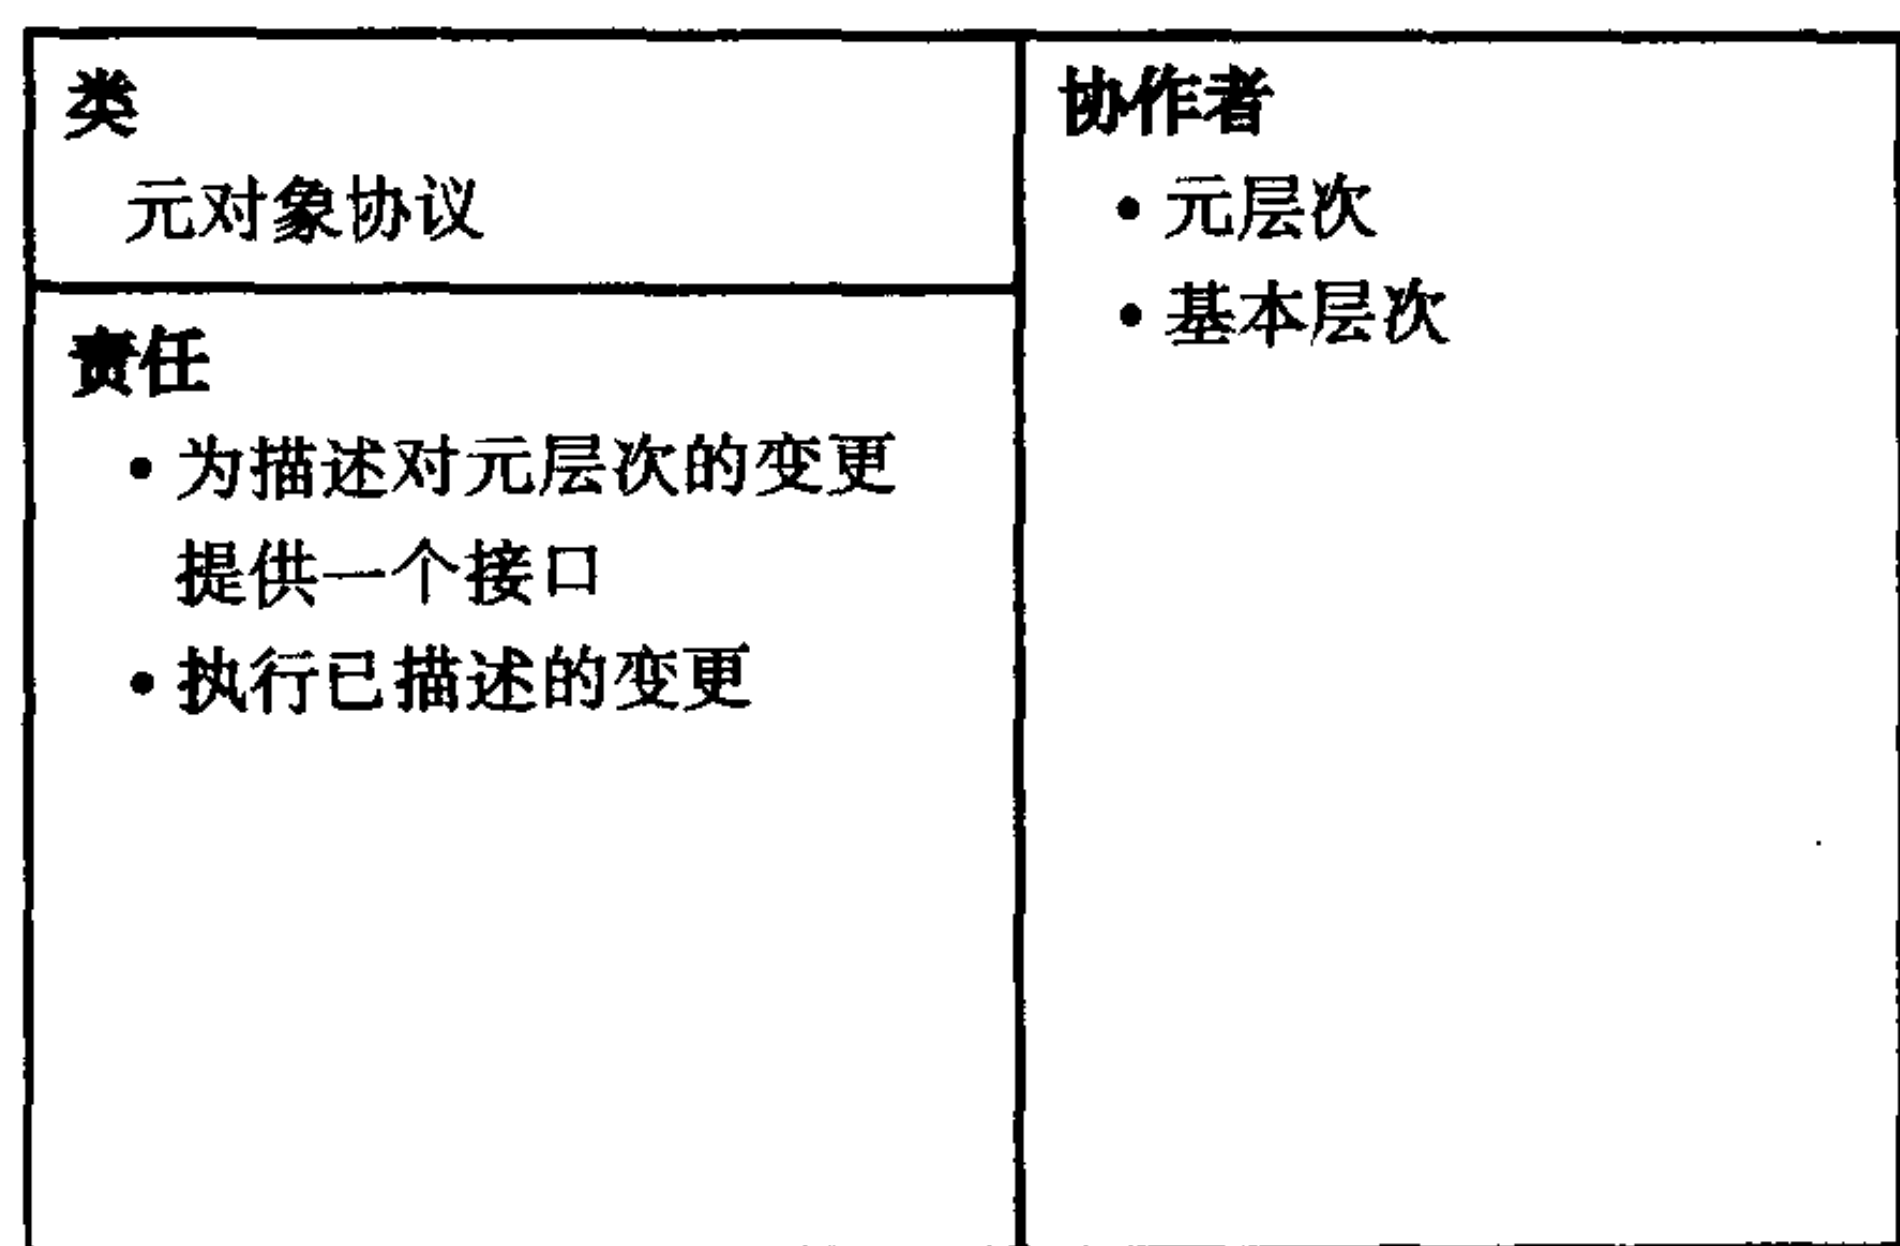 类
元对象协议
责任
• 为描述对元层次的变更
提供一个接口
• 执行已描述的变更
协作者
• 元层次
• 基本层次